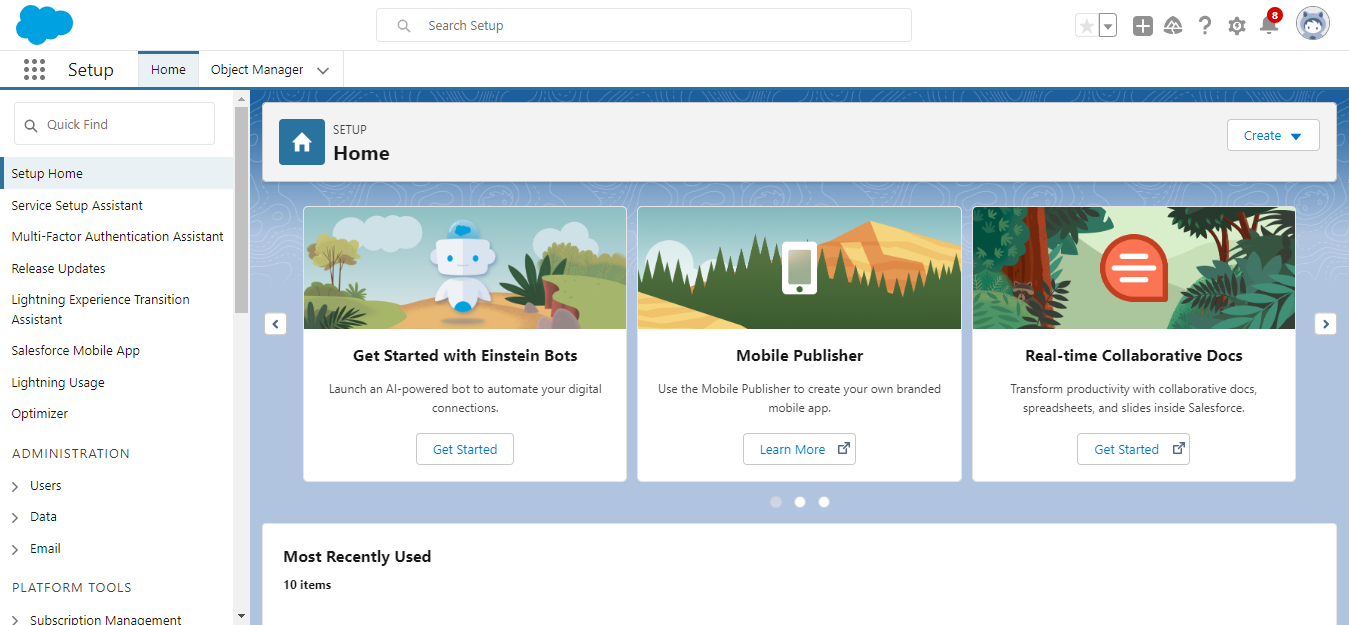 Search Setup
8
Setup
Home
Object Manager
Quick Find
Setup Home
Service Setup Assistant
Multi-Factor Authentication Assistant
Release Updates
Lightning Experience Transition
Assistant
Salesforce Mobile App
Lightning Usage
Optimizer
ADMINISTRATION
Users
Data
Email
PLATFORM TOOLS
Subscription Management
SETUP
Home
Create
Get Started with Einstein Bots
Launch an AI-powered bot to automate your digital
connections.
Get Started
Mobile Publisher
Use the Mobile Publisher to create your own branded
mobile app.
Learn More
Real-time Collaborative Docs
Transform productivity with collaborative docs,
spreadsheets, and slides inside Salesforce.
Get Started
Most Recently Used
10 items